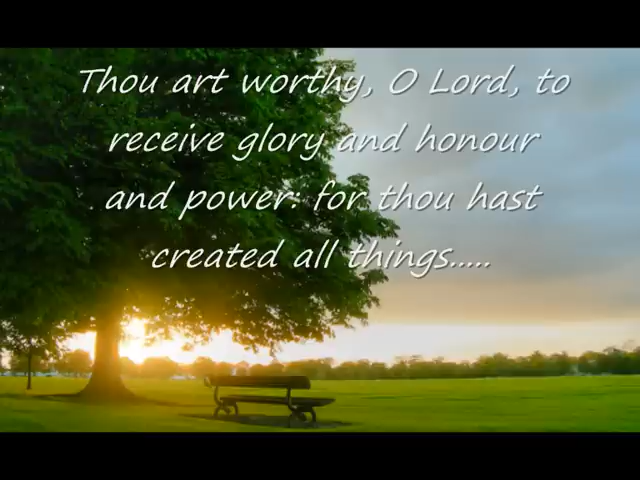 Thou art worthy, O Lord, to
receive glory and honour
and power: for thou hast
created all things.....